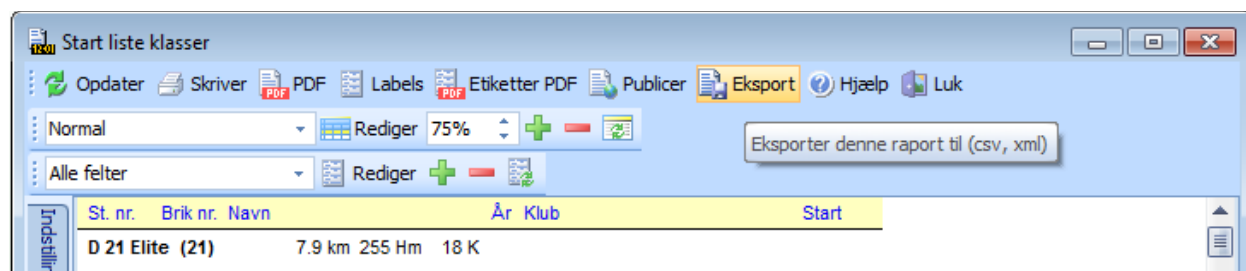 Start liste klasser
Opdater Skriver PDF Labels Etiketter PDF Publicer Eksport Hjælp Luk
Normal Rediger 75%
Eksporter denne raport til (csv, xml)
Alle felter Rediger
St. nr. Brik nr. Navn År Klub Start
D 21 Elite (21) 7.9 km 255 Hm 18 K